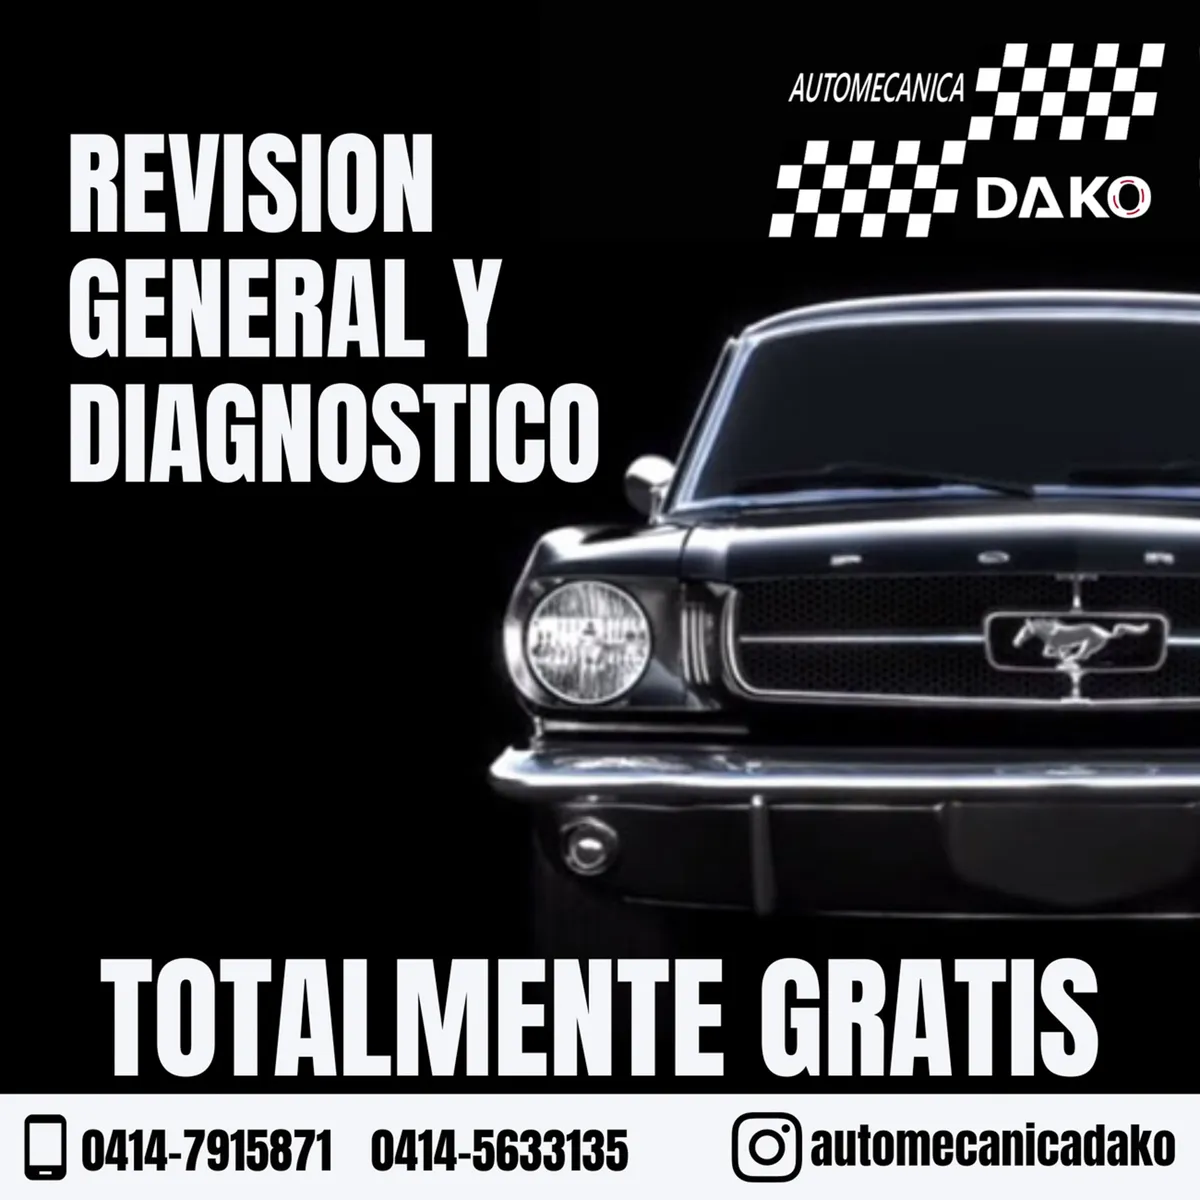 AUTOMECANICA
DAKO
REVISION
GENERAL Y
DIAGNOSTICO
F O R
TOTALMENTE GRATIS
0414-7915871 0414-5633135
automecanicadako